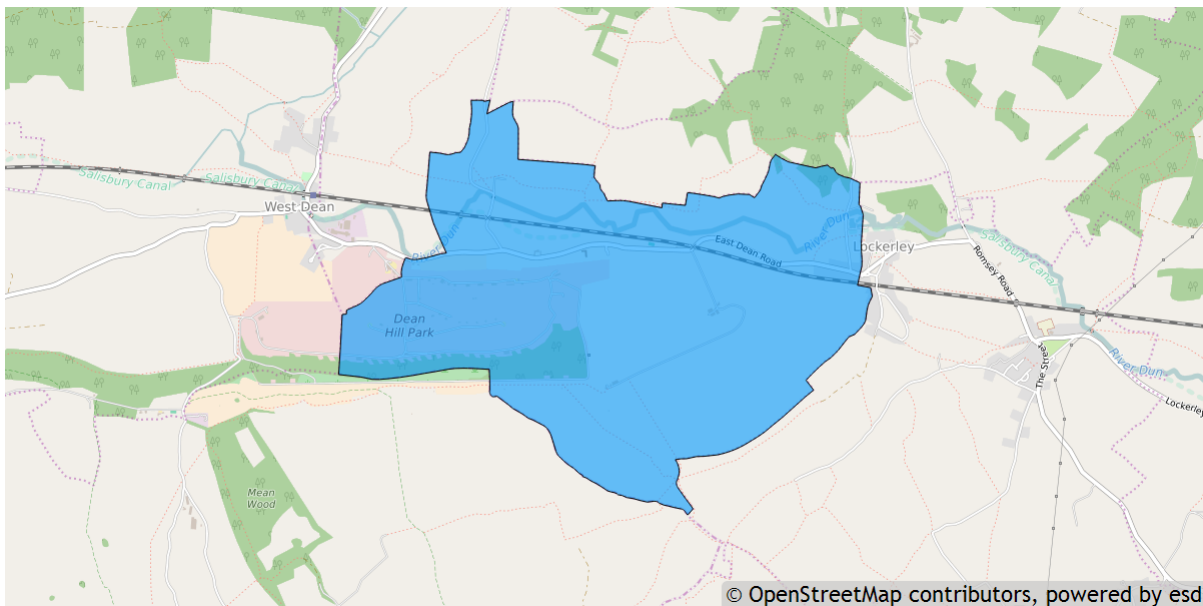 Salisbury Canal
Salisbury Canal
West Dean
River Dun
River Dun
East Dean Road
Lockerley
Salisbury Canal
Romsey Road
Dean
Hill Park
The Street
River Dun
Lockerley
Mean
Wood
© OpenStreetMap contributors, powered by esd